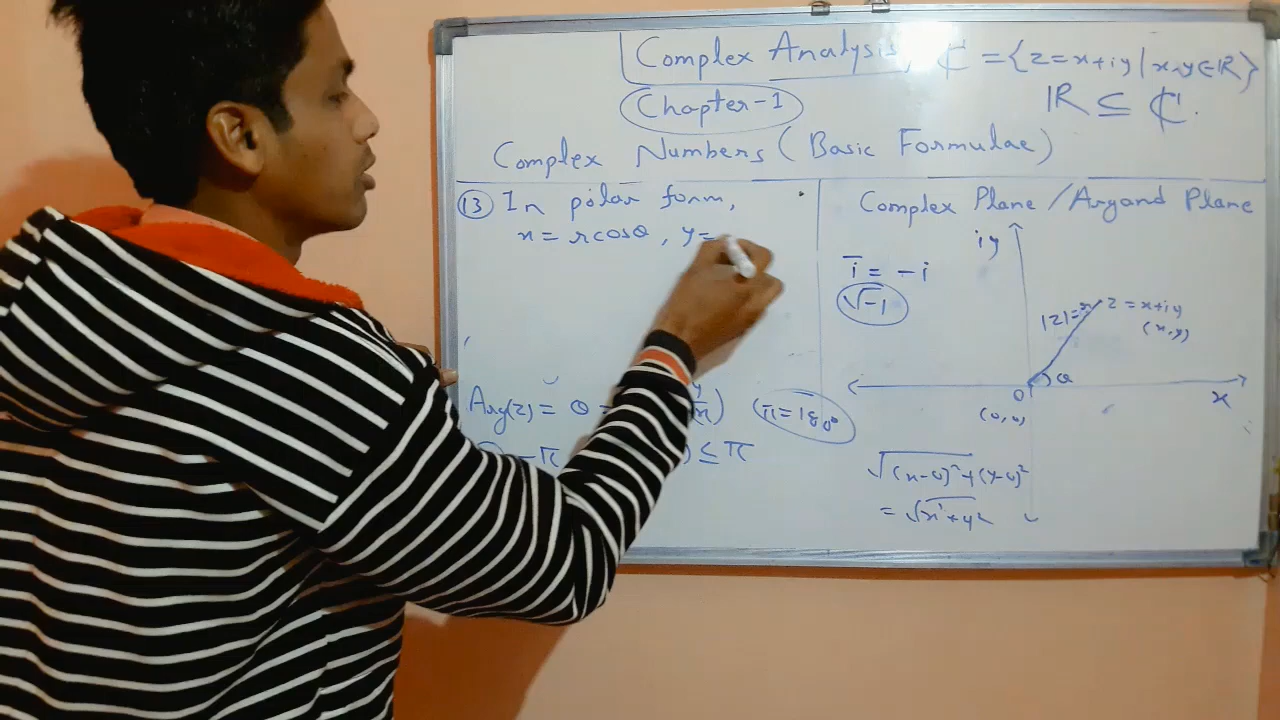 Complex Analysis, ℂ = {z = x+iy | x,y ∈ ℝ}
Chapter-1
ℝ ⊆ ℂ.
Complex Numbers (Basic Formulae)
(13) In polar form,
x = r cosθ, y =
Arg(z) = θ =
y
x)
(π = 180°
-π
) ≤ π
Complex Plane / Argand Plane
iy
i̅ = -i
√-1
|z| = r
z = x+iy
(x,y)
θ
O
x
(0,0)
√(x-0)²+(y-0)²
= √x²+y²